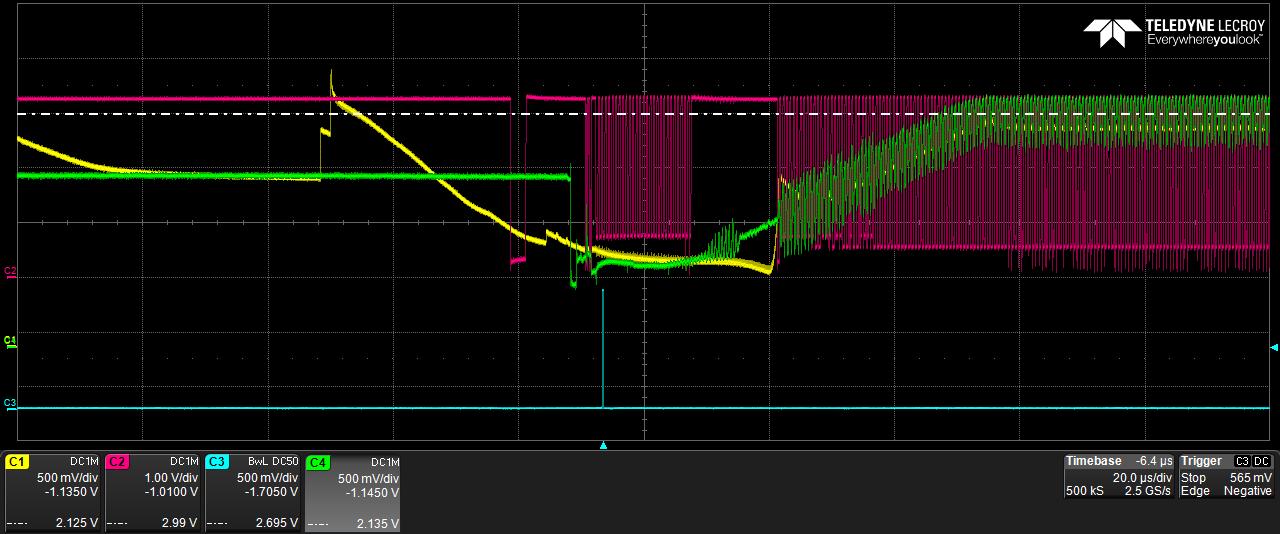 TELEDYNE LECROY
Everywhereyoulook™
C2
C4
C3
C1 DC1M
500 mV/div
-1.1350 V
2.125 V
C2 DC1M
1.00 V/div
-1.0100 V
2.99 V
C3 BwL DC50
500 mV/div
-1.7050 V
2.695 V
C4 DC1M
500 mV/div
-1.1450 V
2.135 V
Timebase -6.4 µs
20.0 µs/div
500 kS 2.5 GS/s
Trigger C3 DC
Stop 565 mV
Edge Negative